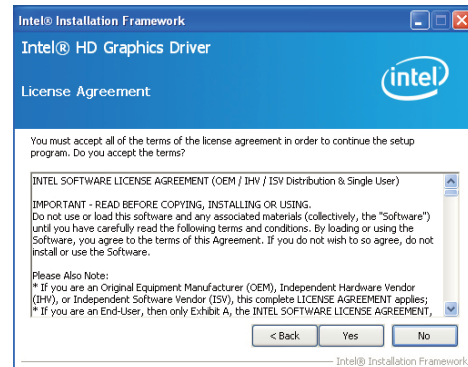 Intel® Installation Framework
Intel® HD Graphics Driver
License Agreement
(intel)
You must accept all of the terms of the license agreement in order to continue the setup
program. Do you accept the terms?
INTEL SOFTWARE LICENSE AGREEMENT (OEM / IHV / ISV Distribution & Single User)
IMPORTANT - READ BEFORE COPYING, INSTALLING OR USING.
Do not use or load this software and any associated materials (collectively, the "Software")
until you have carefully read the following terms and conditions. By loading or using the
Software, you agree to the terms of this Agreement. If you do not wish to so agree, do not
install or use the Software.
Please Also Note:
* If you are an Original Equipment Manufacturer (OEM), Independent Hardware Vendor
(IHV), or Independent Software Vendor (ISV), this complete LICENSE AGREEMENT applies;
* If you are an End-User, then only Exhibit A, the INTEL SOFTWARE LICENSE AGREEMENT,
< Back Yes No
Intel® Installation Framework